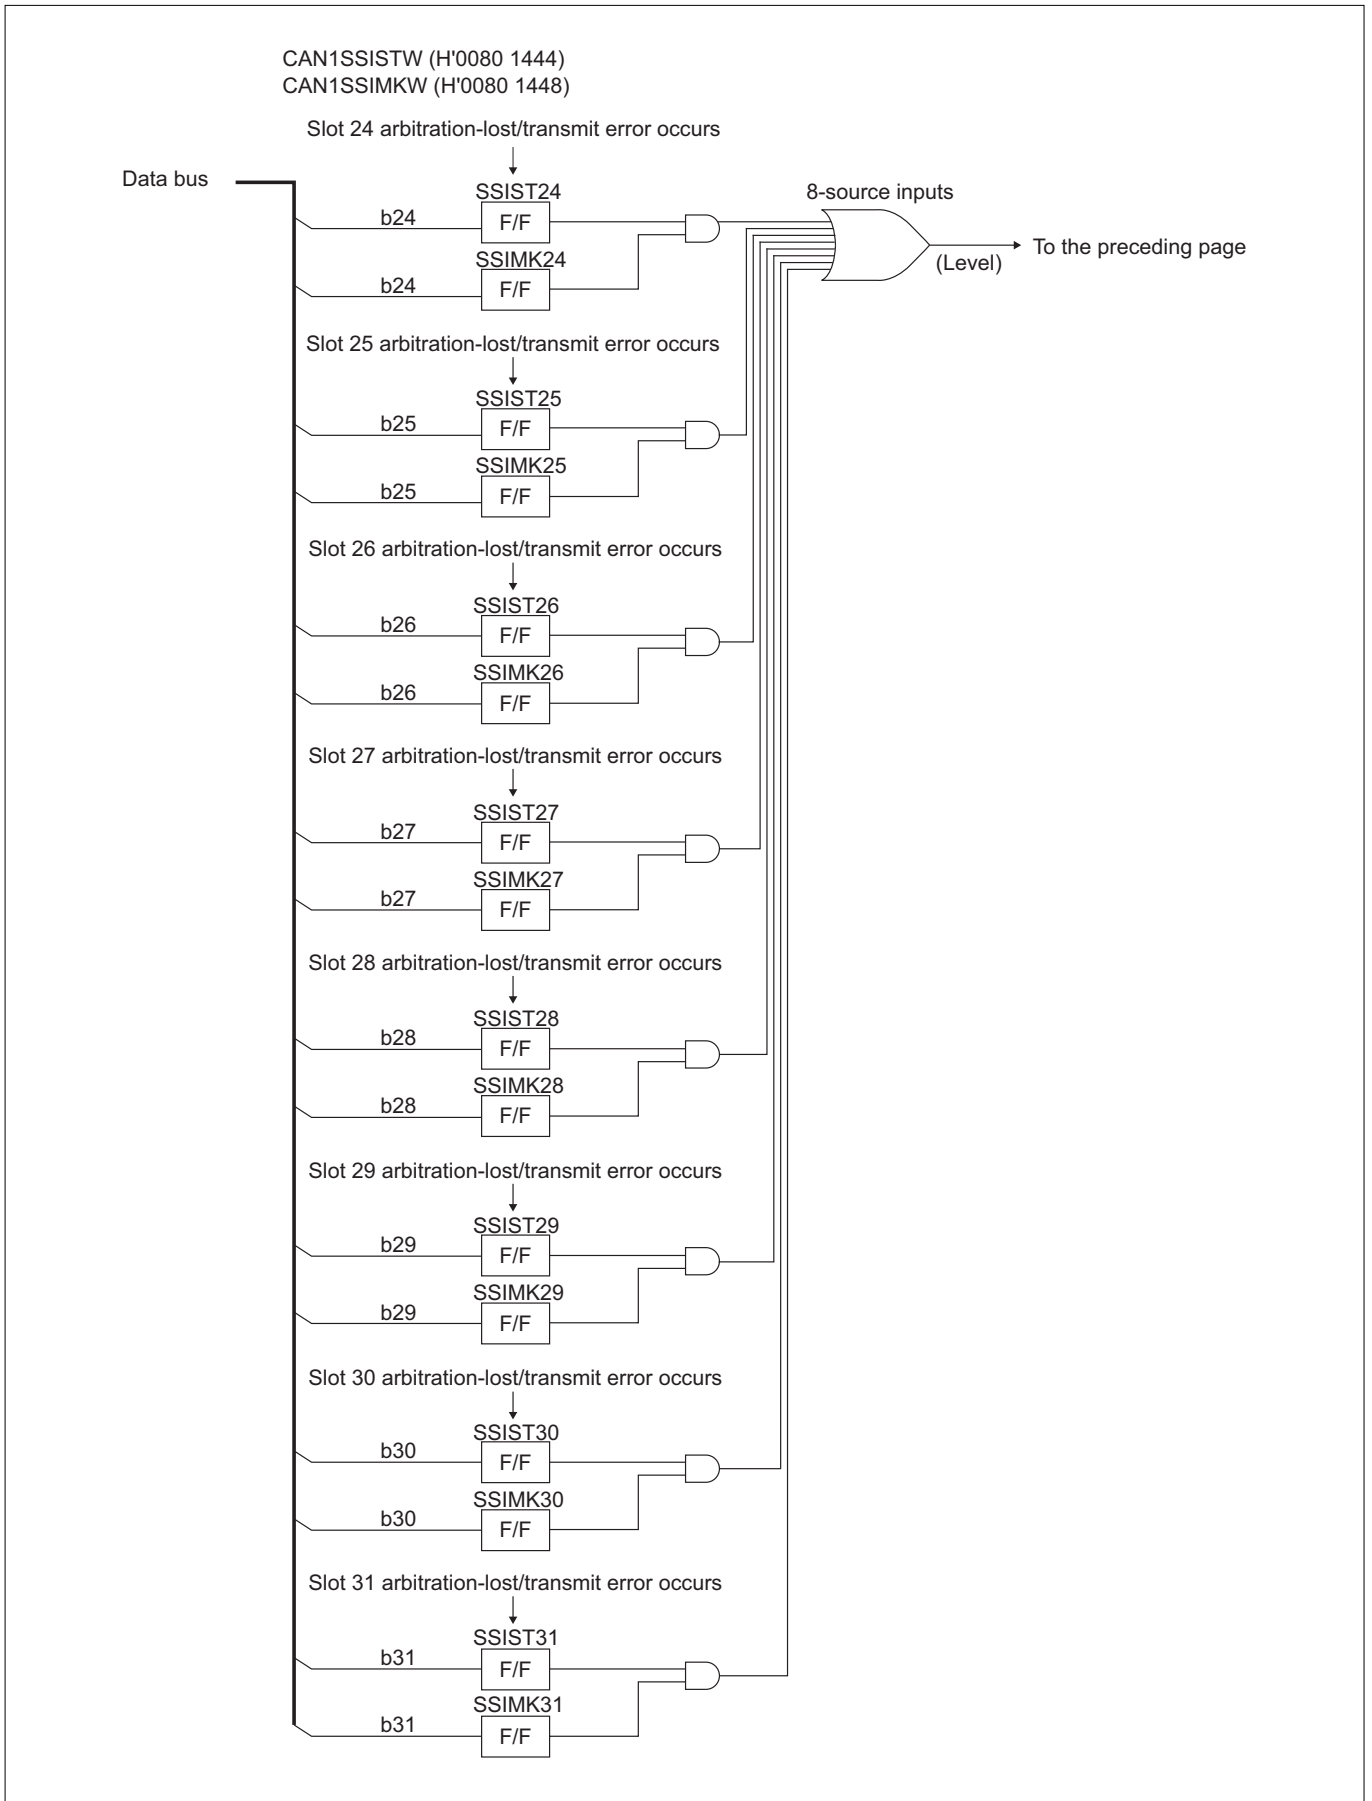 CAN1SSISTW (H'0080 1444)
CAN1SSIMKW (H'0080 1448)
Slot 24 arbitration-lost/transmit error occurs
Data bus
8-source inputs
SSIST24
b24
F/F
To the preceding page
(Level)
SSIMK24
b24
F/F
Slot 25 arbitration-lost/transmit error occurs
SSIST25
b25
F/F
SSIMK25
b25
F/F
Slot 26 arbitration-lost/transmit error occurs
SSIST26
b26
F/F
SSIMK26
b26
F/F
Slot 27 arbitration-lost/transmit error occurs
SSIST27
b27
F/F
SSIMK27
b27
F/F
Slot 28 arbitration-lost/transmit error occurs
SSIST28
b28
F/F
SSIMK28
b28
F/F
Slot 29 arbitration-lost/transmit error occurs
SSIST29
b29
F/F
SSIMK29
b29
F/F
Slot 30 arbitration-lost/transmit error occurs
SSIST30
b30
F/F
SSIMK30
b30
F/F
Slot 31 arbitration-lost/transmit error occurs
SSIST31
b31
F/F
SSIMK31
b31
F/F